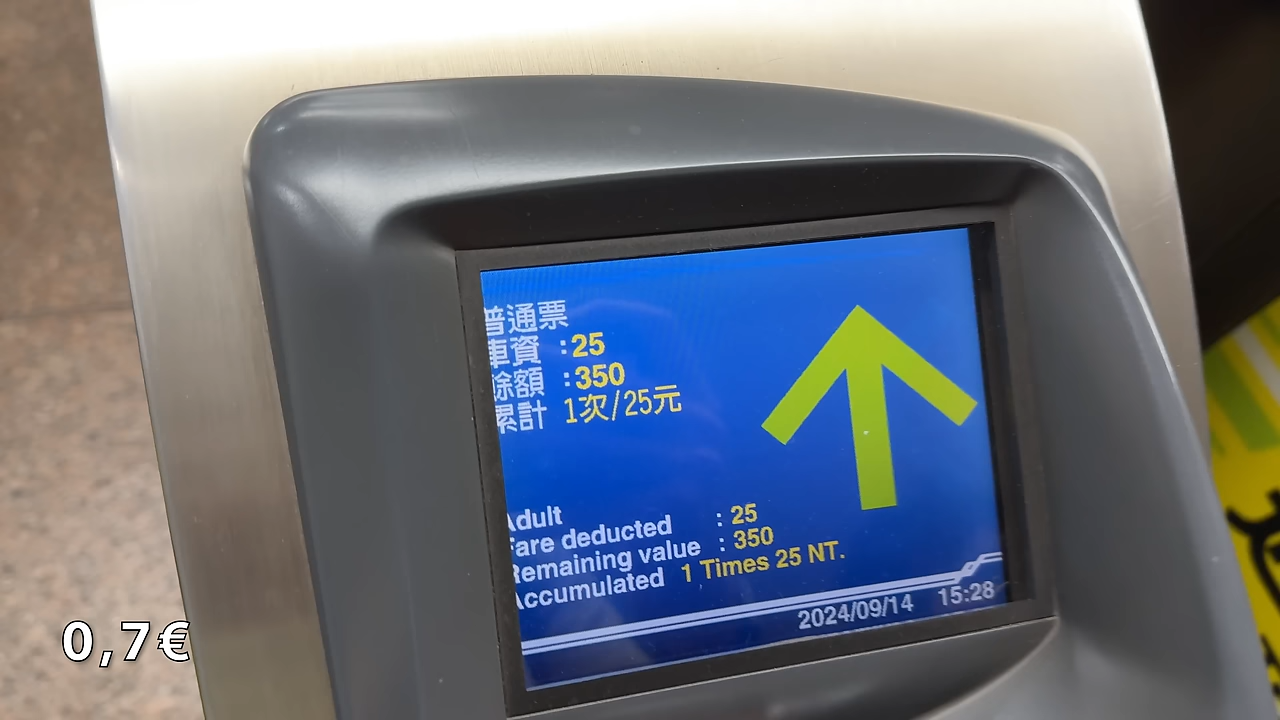 普通票
車資 :25
餘額 :350
累計 1次/25元
Adult
Fare deducted : 25
Remaining value : 350
Accumulated 1 Times 25 NT.
2024/09/14 15:28
0,7€